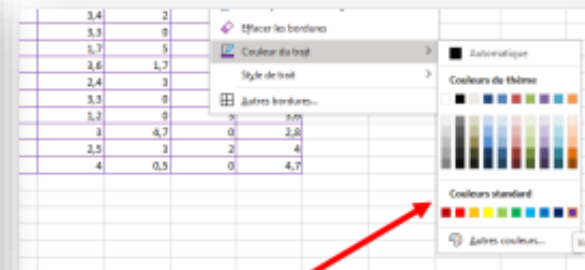 3,4 2
Effacer les bordures
3,3 0
1,7 5
Couleur du trait
Automatique
3,6 1,7
Style de trait
2,4 3
Couleurs du thème
3,3 0
Autres bordures...
1,2 0
3 4,7 0 2,8
2,5 3 2 4
4 0,5 0 4,7
Couleurs standard
Autres couleurs...